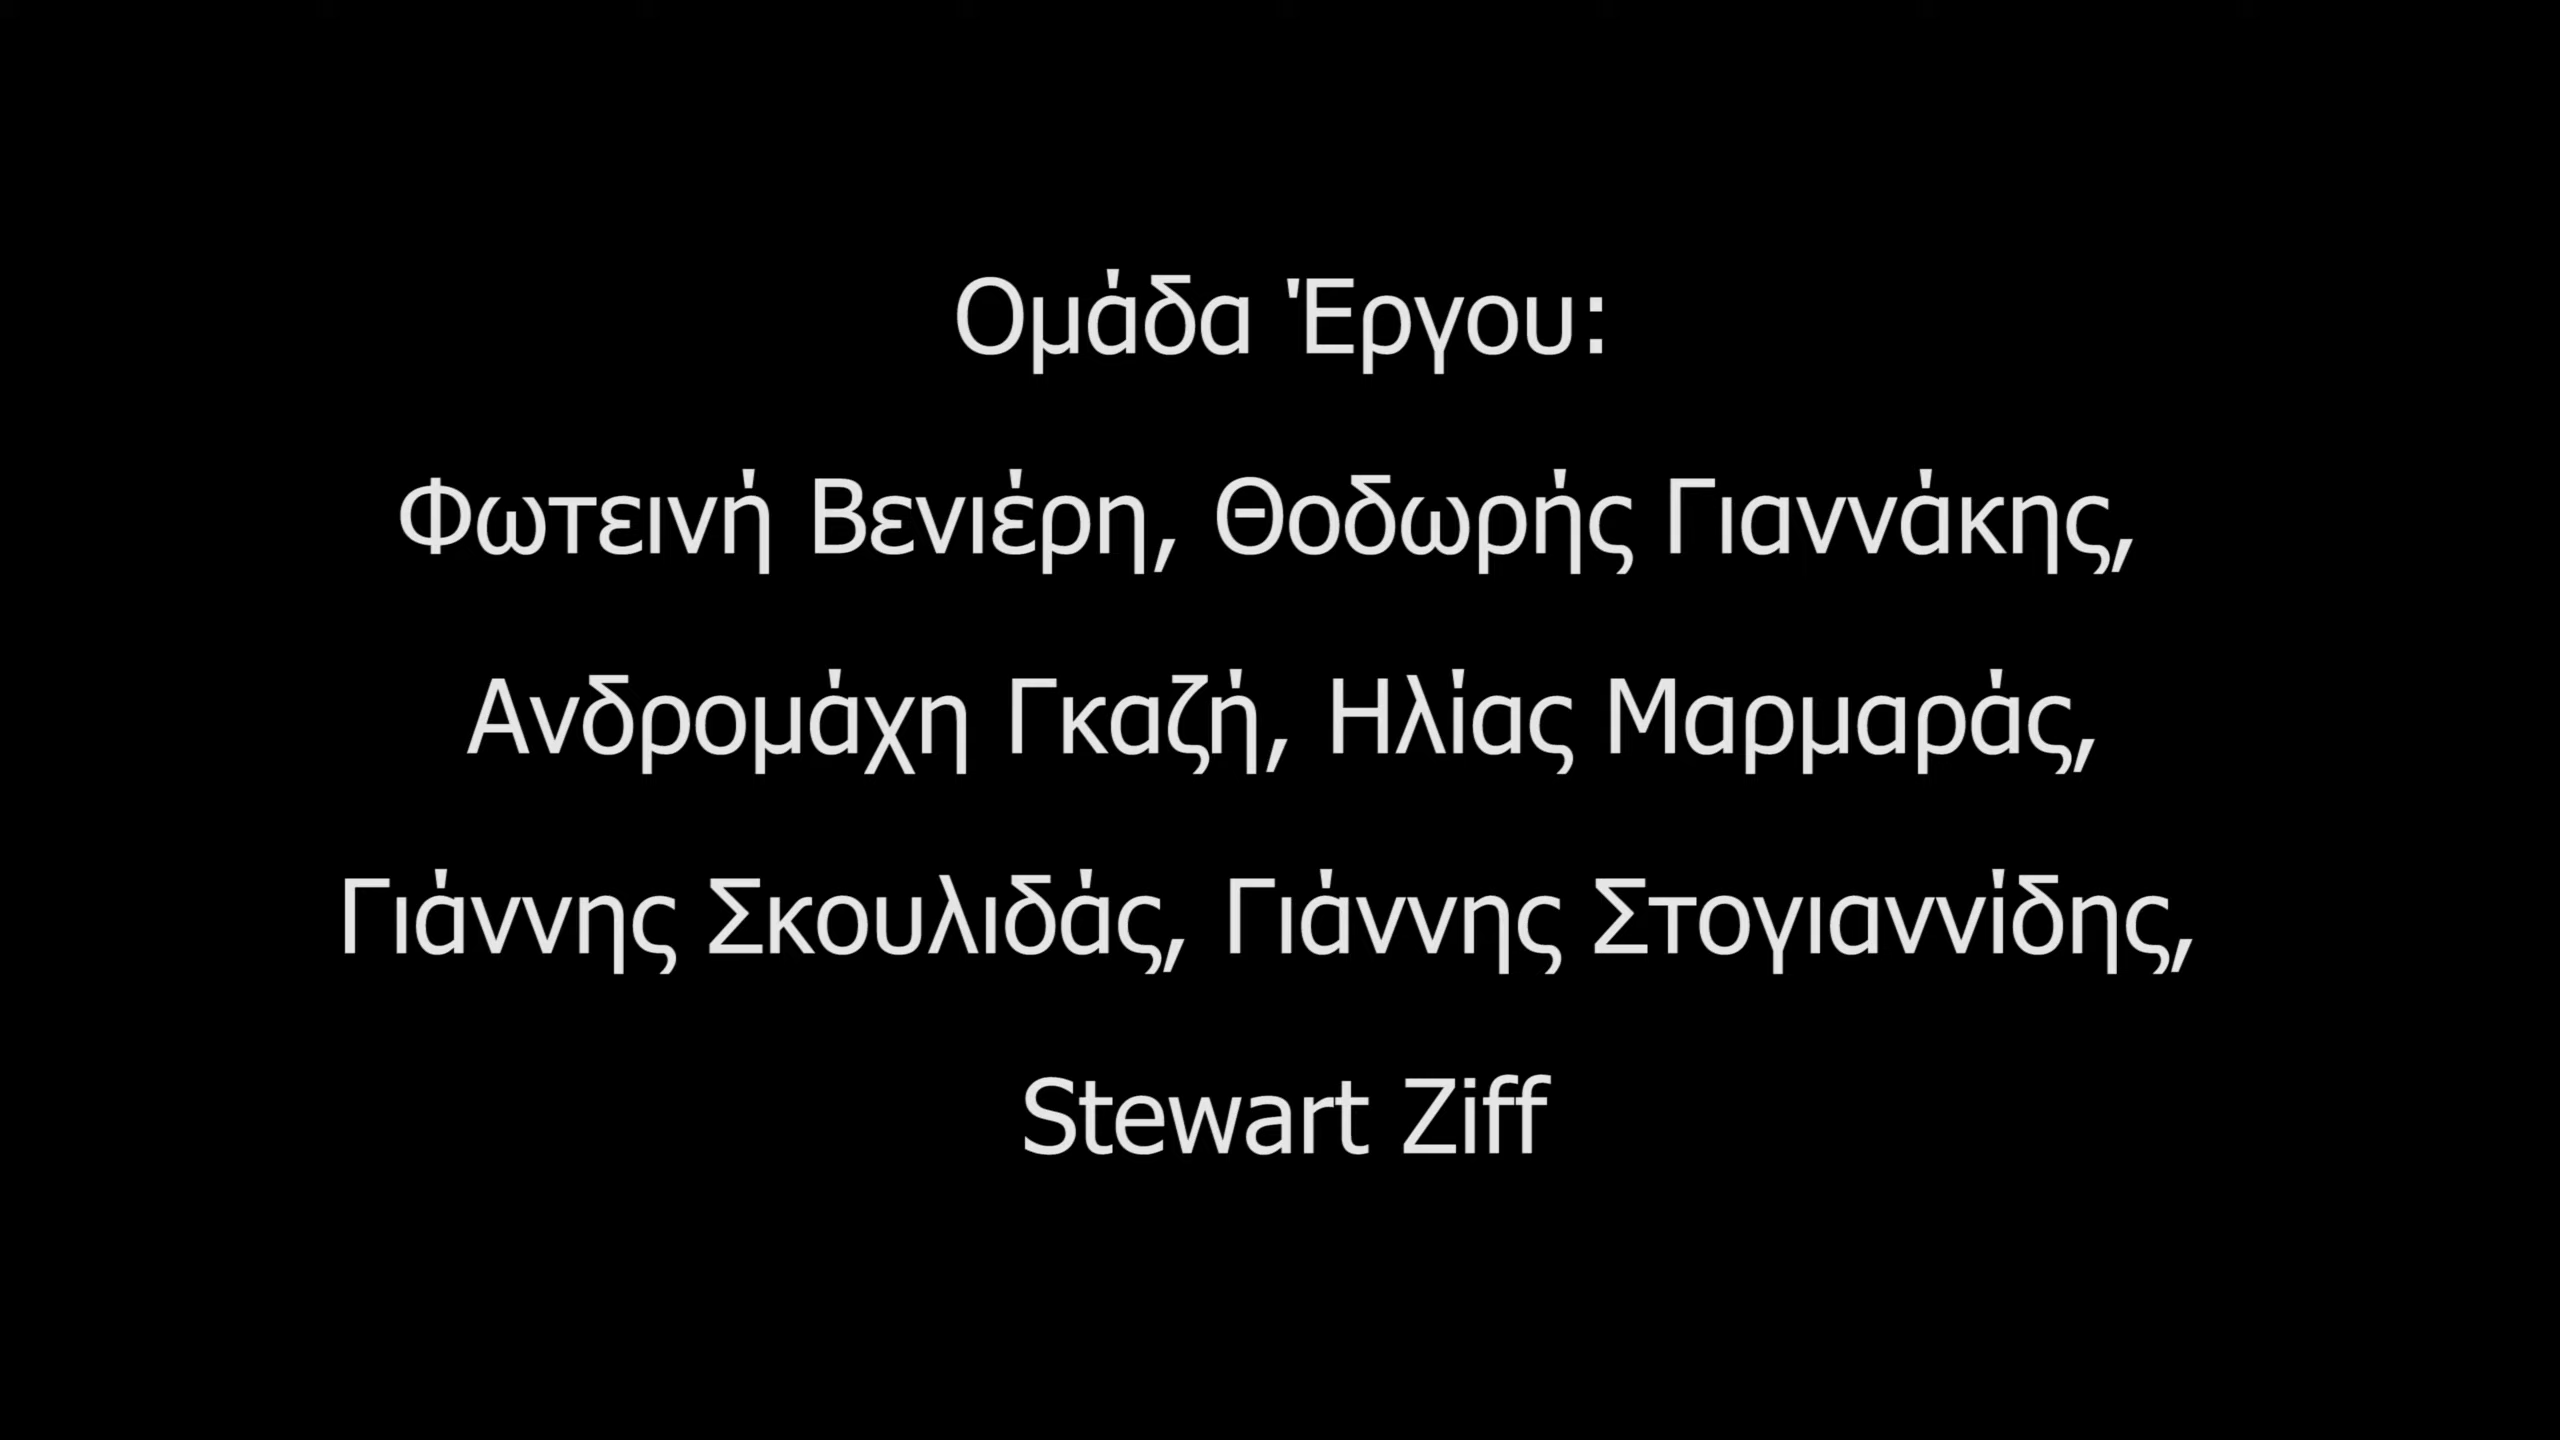 Ομάδα Έργου:
Φωτεινή Βενιέρη, Θοδωρής Γιαννάκης,
Ανδρομάχη Γκαζή, Ηλίας Μαρμαράς,
Γιάννης Σκουλιδάς, Γιάννης Στογιαννίδης,
Stewart Ziff